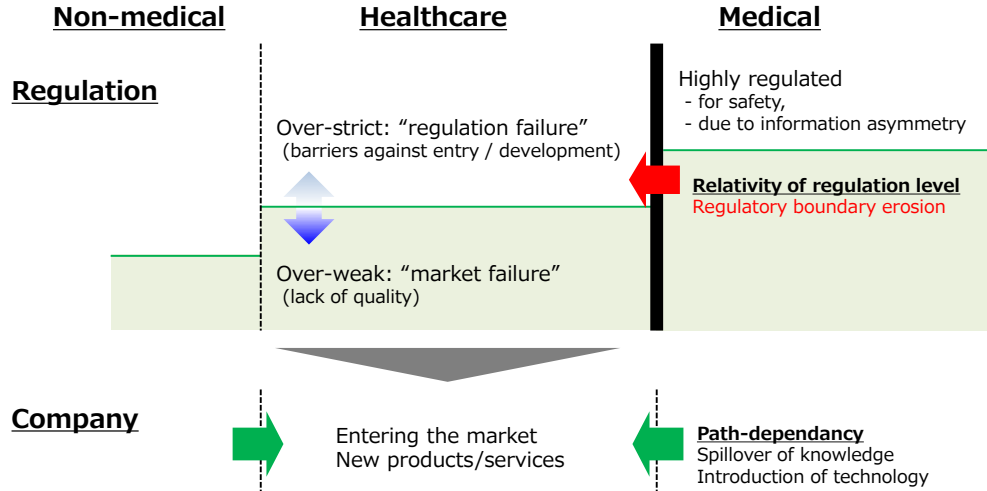 Non-medical
Healthcare
Medical
Regulation
Highly regulated
- for safety,
- due to information asymmetry
Over-strict: “regulation failure”
(barriers against entry / development)
Relativity of regulation level
Regulatory boundary erosion
Over-weak: “market failure”
(lack of quality)
Company
Entering the market
New products/services
Path-dependancy
Spillover of knowledge
Introduction of technology